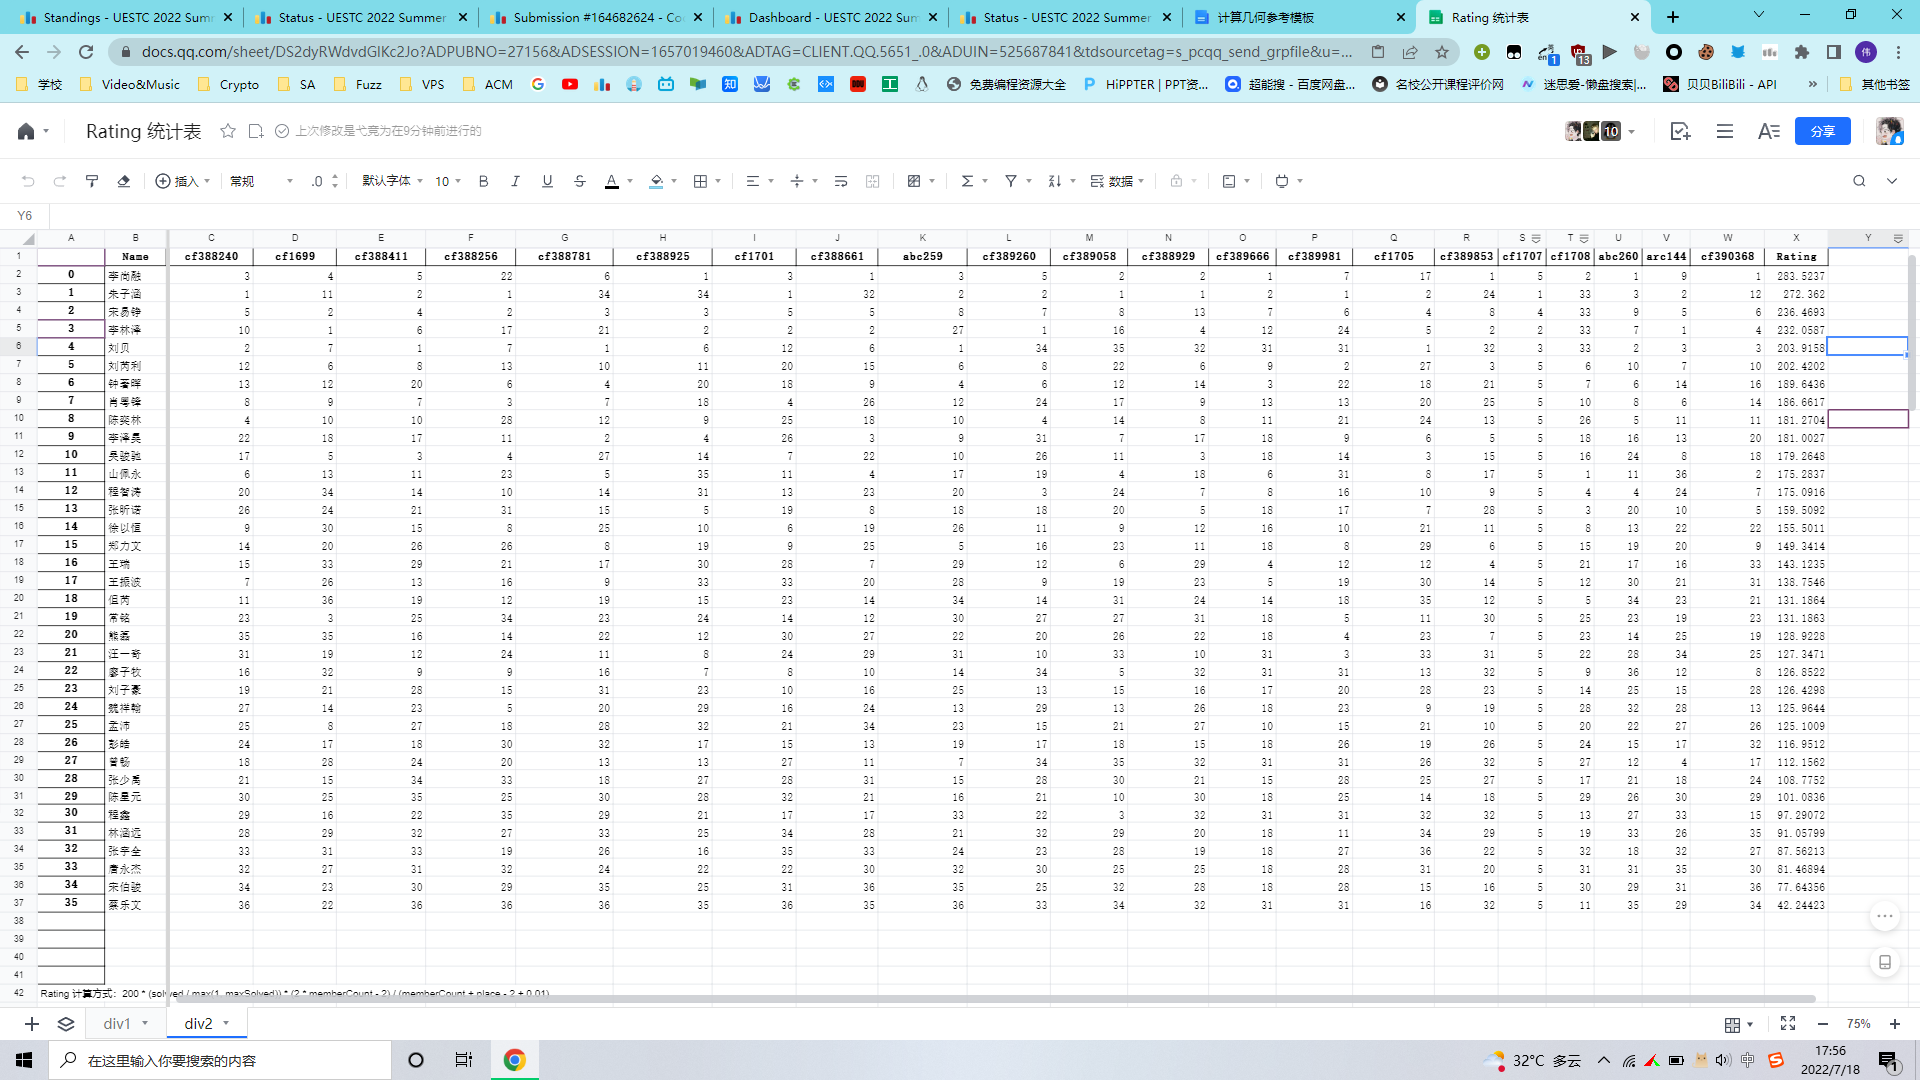 Standings - UESTC 2022 Sumr
Status - UESTC 2022 Summer
Submission #164682624 - Co
Dashboard - UESTC 2022 Sun
Status - UESTC 2022 Summer
计算几何参考模板
Rating 统计表
docs.qq.com/sheet/DS2dyRWdvdGlKc2Jo?ADPUBNO=27156&ADSESSION=1657019460&ADTAG=CLIENT.QQ.5651_.0&ADUIN=525687841&tdsourcetag=s_pcqq_send_grpfile&u=...
学校 Video&Music Crypto SA Fuzz VPS ACM 免费编程资源大全 HiPPTER | PPT资... 超能搜 - 百度网盘... 名校公开课程评价网 迷思爱-懒盘搜索|... 贝贝BiliBili - API » 其他书签
Rating 统计表 上次修改是弋竞为在9分钟前进行的 10 分享
插入 常规 .0 默认字体 10 B I U S A 数据
Y6
A B C D E F G H I J K L M N O P Q R S T U V W X Y
1 Name cf388240 cf1699 cf388411 cf388256 cf388781 cf388925 cf1701 cf388661 abc259 cf389260 cf389058 cf388929 cf389666 cf389981 cf1705 cf389853 cf1707 cf1708 abc260 arc144 cf390368 Rating
2 0 李尚融 3 4 5 22 6 1 3 1 3 5 2 2 1 7 17 1 5 2 1 9 1 283.5237
3 1 朱子涵 1 11 2 1 34 34 1 32 2 2 1 1 2 1 2 24 1 33 3 2 12 272.362
4 2 宋易铮 5 2 4 2 3 3 5 5 8 7 8 13 7 6 4 8 4 33 9 5 6 236.4693
5 3 李林泽 10 1 6 17 21 2 2 2 27 1 16 4 12 24 5 2 2 33 7 1 4 232.0587
6 4 刘贝 2 7 1 7 1 6 12 6 1 34 35 32 31 31 1 32 3 33 2 3 3 203.9158
7 5 刘芮利 12 6 8 13 10 11 20 15 6 8 22 6 9 2 27 3 5 6 10 7 10 202.4202
8 6 钟著晖 13 12 20 6 4 20 18 9 4 6 12 14 3 22 18 21 5 7 6 14 16 189.6436
9 7 肖粤锋 8 9 7 3 7 18 4 26 12 24 17 9 13 13 20 25 5 10 8 6 14 186.6617
10 8 陈奕林 4 10 10 28 12 9 25 18 10 4 14 8 11 21 24 13 5 26 5 11 11 181.2704
11 9 李泽昊 22 18 17 11 2 4 26 3 9 31 7 17 18 9 6 5 5 18 16 13 20 181.0027
12 10 吴骏驰 17 5 3 4 27 14 7 22 10 26 11 3 18 14 3 15 5 16 24 8 18 179.2648
13 11 山佩永 6 13 11 23 5 35 11 4 17 19 4 18 6 31 8 17 5 1 11 36 2 175.2837
14 12 程智涛 20 34 14 10 14 31 13 23 20 3 24 7 8 16 10 9 5 4 4 24 7 175.0916
15 13 张昕诺 26 24 21 31 15 5 19 8 18 18 20 5 18 17 7 28 5 3 20 10 5 159.5092
16 14 徐以恒 9 30 15 8 25 10 6 19 26 11 9 12 16 10 21 11 5 8 13 22 22 155.5011
17 15 郑力文 14 20 26 26 8 19 9 25 5 16 23 11 18 8 29 6 5 15 19 20 9 149.3414
18 16 王瑞 15 33 29 21 17 30 28 7 29 12 6 29 4 12 12 4 5 21 17 16 33 143.1235
19 17 王振波 7 26 13 16 9 33 33 20 28 9 19 23 5 19 30 14 5 12 30 21 31 138.7546
20 18 但芮 11 36 19 12 19 15 23 14 34 14 31 24 14 18 35 12 5 5 34 23 21 131.1864
21 19 常铭 23 3 25 34 23 24 14 12 30 27 27 31 18 5 11 30 5 25 23 19 23 131.1863
22 20 熊磊 35 35 16 14 22 12 30 27 22 20 26 22 18 4 23 7 5 23 14 25 19 128.9228
23 21 汪一奇 31 19 12 24 11 8 24 29 31 10 33 10 31 3 33 31 5 22 28 34 25 127.3471
24 22 廖子牧 16 32 9 9 16 7 8 10 14 34 5 32 31 31 13 32 5 9 36 12 8 126.8522
25 23 刘子豪 19 21 28 15 31 23 10 16 25 13 15 16 17 20 28 23 5 14 25 15 28 126.4298
26 24 魏祥翰 27 14 23 5 20 29 16 24 13 29 13 26 18 23 9 19 5 28 32 28 13 125.9644
27 25 孟沛 25 8 27 18 28 32 21 34 23 15 21 27 10 15 21 10 5 20 22 27 26 125.1009
28 26 彭皓 24 17 18 30 32 17 15 13 19 17 18 15 18 26 19 26 5 24 15 17 32 116.9512
29 27 曾畅 18 28 24 20 13 13 27 11 7 34 35 32 31 31 26 32 5 27 12 4 17 112.1562
30 28 张少禹 21 15 34 33 18 27 28 31 15 28 30 21 15 28 25 27 5 17 21 18 24 108.7752
31 29 陈星元 30 25 35 25 30 28 32 21 16 21 10 30 18 25 14 18 5 29 26 30 29 101.0836
32 30 程鑫 29 16 22 35 29 21 17 17 33 22 3 32 31 31 32 32 5 13 27 33 15 97.29072
33 31 林涵远 28 29 32 27 33 25 34 28 21 32 29 20 18 11 34 29 5 19 33 26 35 91.05799
34 32 张宇全 33 31 33 19 26 16 35 33 24 23 28 19 18 27 36 22 5 32 18 32 27 87.56213
35 33 唐永杰 32 27 31 32 24 22 22 30 32 30 25 25 18 28 31 20 5 31 31 35 30 81.46894
36 34 宋伯骏 34 23 30 29 35 25 31 36 35 25 32 28 18 28 15 16 5 30 29 31 36 77.64356
37 35 蔡乐文 36 22 36 36 36 35 36 35 36 33 34 32 31 31 16 32 5 11 35 29 34 42.24423
38
39
40
41
42 Rating 计算方式: 200 * (solved / max(1, maxSolved)) * (2 * memberCount - 2) / (memberCount + place - 2 + 0.01)
div1 div2 75%
在这里输入你要搜索的内容 32°C 多云 中 17:56
2022/7/18